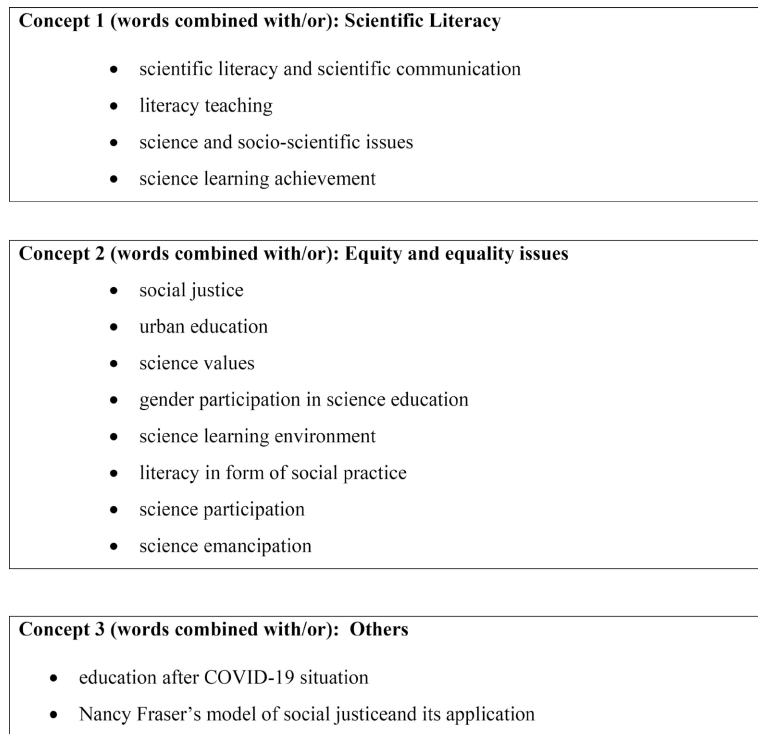 Concept 1 (words combined with/or): Scientific Literacy
• scientific literacy and scientific communication
• literacy teaching
• science and socio-scientific issues
• science learning achievement
Concept 2 (words combined with/or): Equity and equality issues
• social justice
• urban education
• science values
• gender participation in science education
• science learning environment
• literacy in form of social practice
• science participation
• science emancipation
Concept 3 (words combined with/or): Others
• education after COVID-19 situation
• Nancy Fraser’s model of social justiceand its application